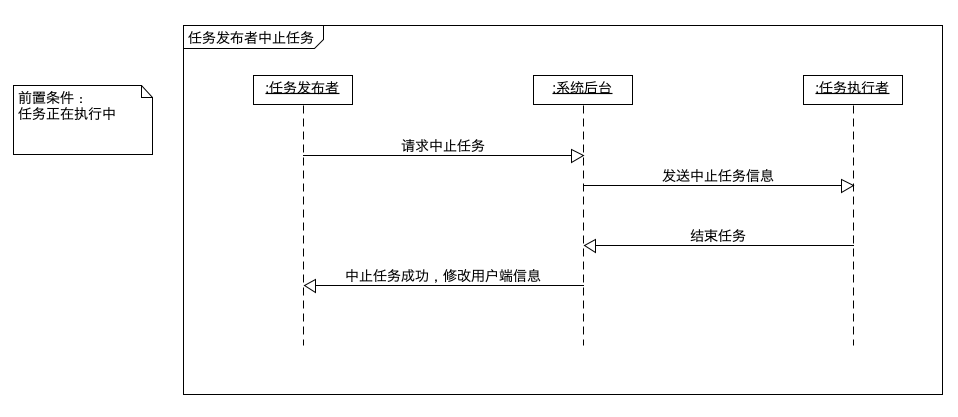 任务发布者中止任务
前置条件：
任务正在执行中
:任务发布者
:系统后台
:任务执行者
请求中止任务
发送中止任务信息
结束任务
中止任务成功，修改用户端信息